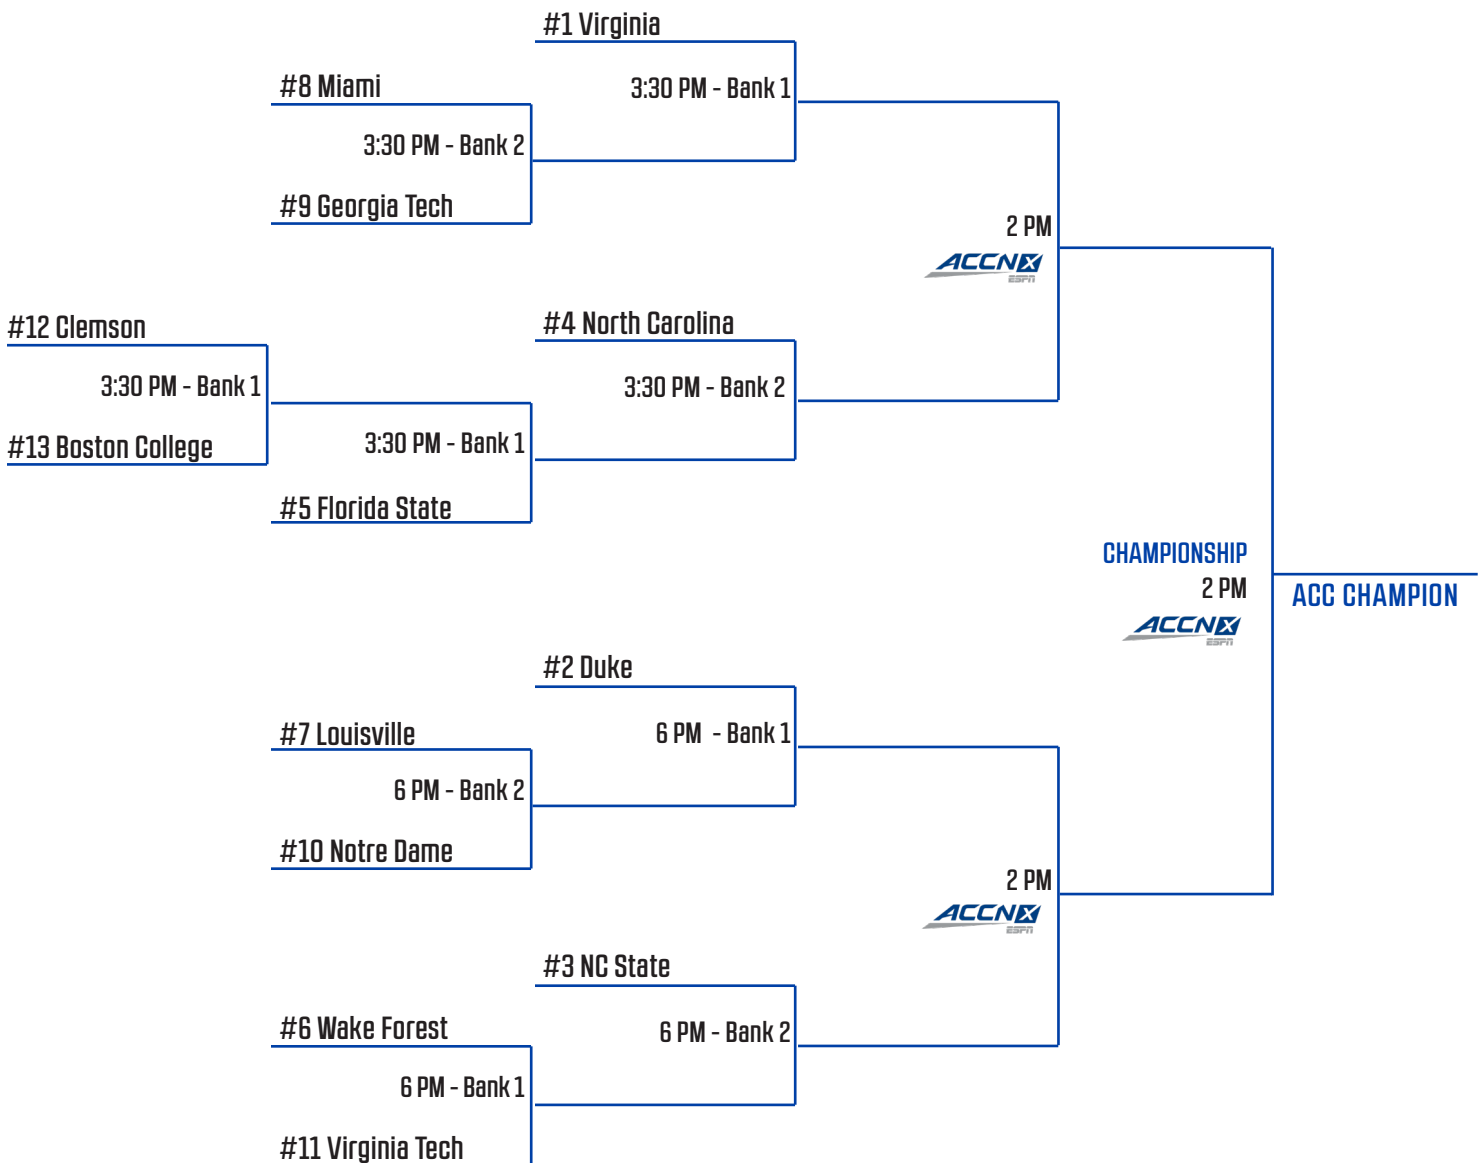 #1 Virginia
#8 Miami
3:30 PM - Bank 1
3:30 PM - Bank 2
#9 Georgia Tech
2 PM
ACCNX
ESPN
#12 Clemson
#4 North Carolina
3:30 PM - Bank 1
3:30 PM - Bank 2
#13 Boston College
3:30 PM - Bank 1
#5 Florida State
CHAMPIONSHIP
2 PM
ACC CHAMPION
ACCNX
ESPN
#2 Duke
#7 Louisville
6 PM - Bank 1
6 PM - Bank 2
#10 Notre Dame
2 PM
ACCNX
ESPN
#3 NC State
#6 Wake Forest
6 PM - Bank 2
6 PM - Bank 1
#11 Virginia Tech